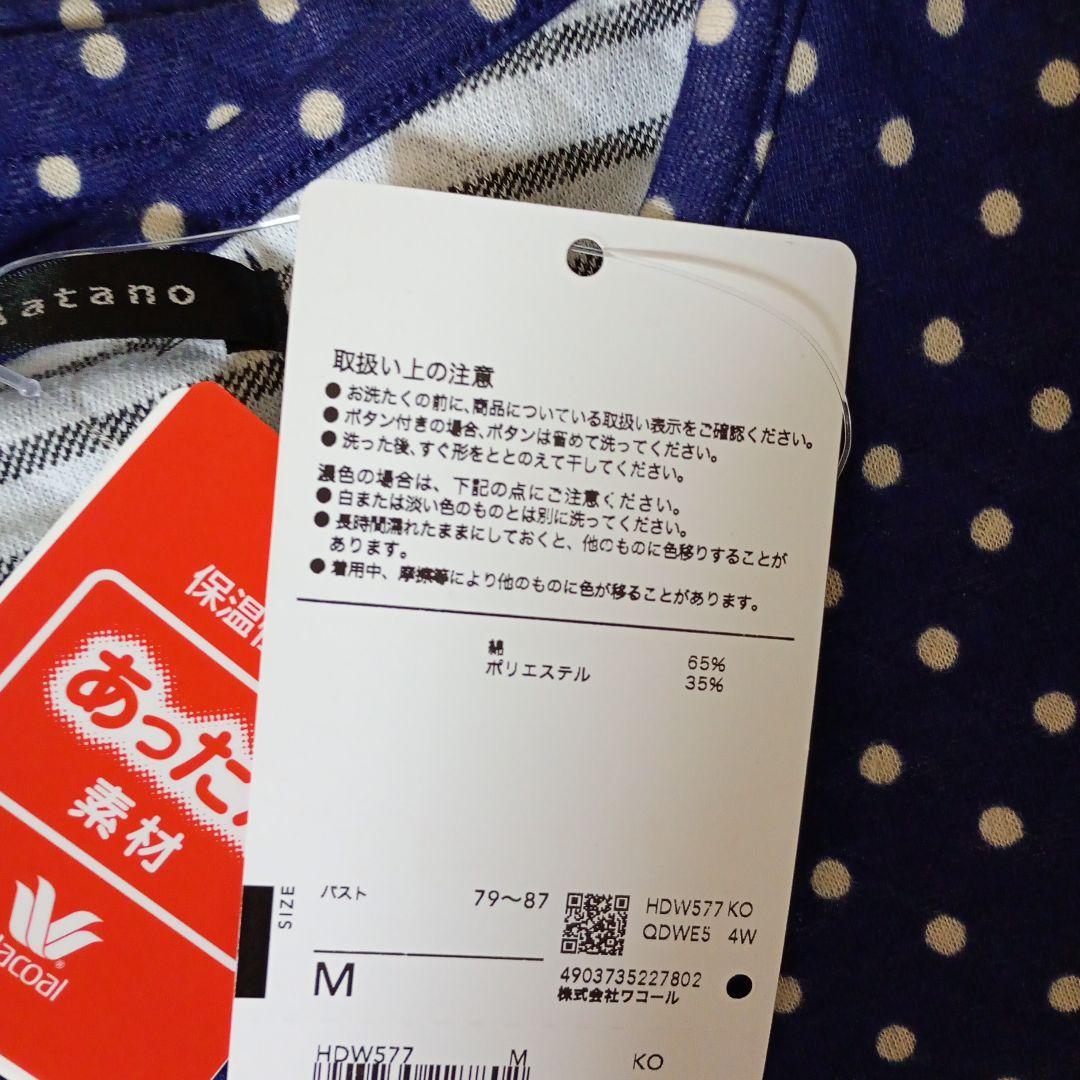 atano
取扱い上の注意
●お洗たくの前に、商品についている取扱い表示をご確認ください。
●ボタン付きの場合、ボタンは留めて洗ってください。
●洗った後、すぐ形をととのえて干してください。
濃色の場合は、下記の点にご注意ください。
●白または淡い色のものとは別に洗ってください。
●長時間濡れたままにしておくと、他のものに色移りすることが
あります。
●着用中、摩擦等により他のものに色が移ることがあります。
綿 65%
ポリエステル 35%
保温
あった
素材
acoal
SIZE
バスト 79〜87
M
HDW577 KO
QDWE5 4W
4903735227802
株式会社ワコール
HDW577 M KO